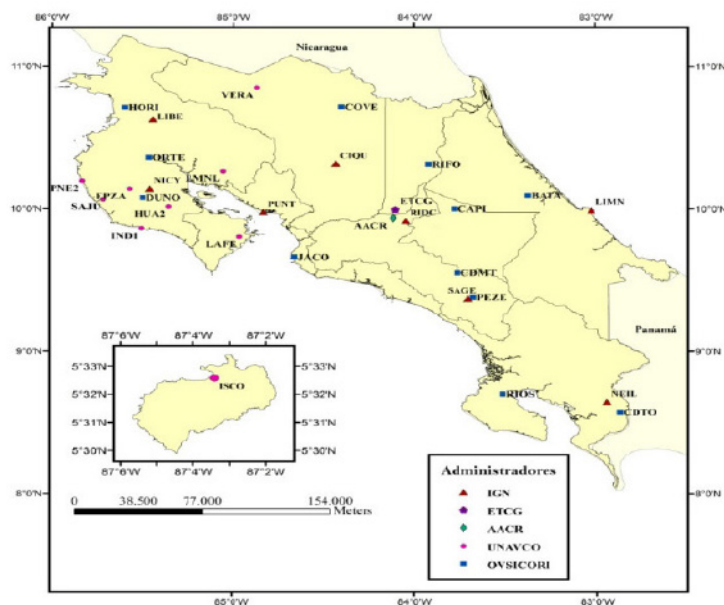 86°0'W 85°0'W 84°0'W 83°0'W
Nicaragua
11°0'N 11°0'N
VERA
HORI
COVE
LIBE
ORTE
CIQU
RIFO
LMNL
PNE2
NICY
EPZA
BATA
SAJU
DUNO
HUA2
PUNT
ETCG
RIDC
CAPI
LIMN
10°0'N 10°0'N
AACR
INDI
LAFE
JACO
CDMT
SAGE
PEZE
Panamá
87°6'W 87°4'W 87°2'W
9°0'N 9°0'N
5°33'N 5°33'N
ISCO
5°32'N 5°32'N
5°31'N 5°31'N
5°30'N 5°30'N
87°6'W 87°4'W 87°2'W
RIOS
NEIL
CDTO
Administradores
IGN
ETCG
AACR
UNAVCO
OVSICORI
8°0'N 8°0'N
0 38.500 77.000 154.000
Meters
85°0'W 84°0'W 83°0'W